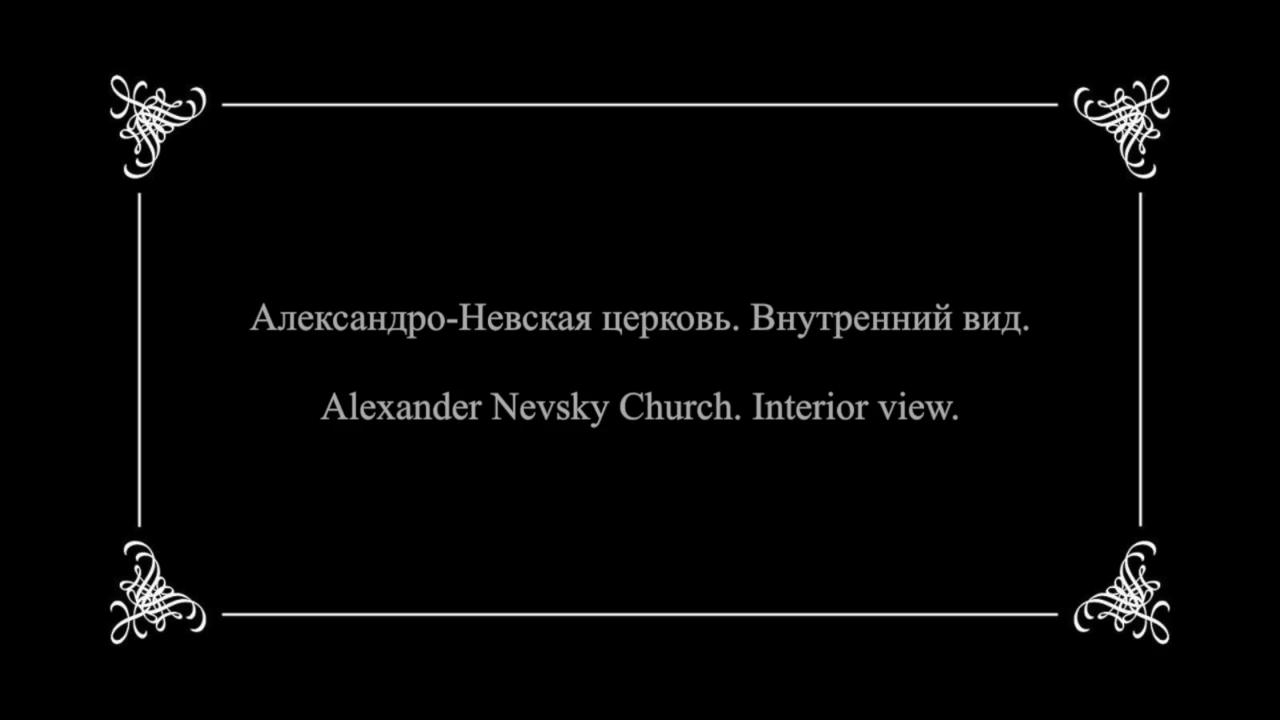 Александро-Невская церковь. Внутренний вид.
Alexander Nevsky Church. Interior view.